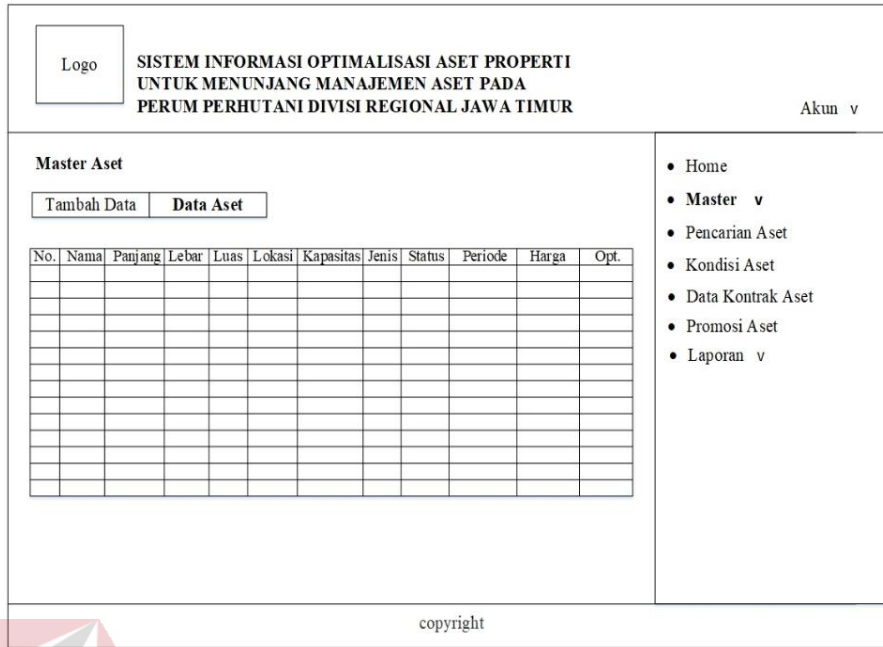 Logo
SISTEM INFORMASI OPTIMALISASI ASET PROPERTI
UNTUK MENUNJANG MANAJEMEN ASET PADA
PERUM PERHUTANI DIVISI REGIONAL JAWA TIMUR
Akun v
Master Aset
Tambah Data Data Aset
No. Nama Panjang Lebar Luas Lokasi Kapasitas Jenis Status Periode Harga Opt.
• Home
• Master v
• Pencarian Aset
• Kondisi Aset
• Data Kontrak Aset
• Promosi Aset
• Laporan v
copyright